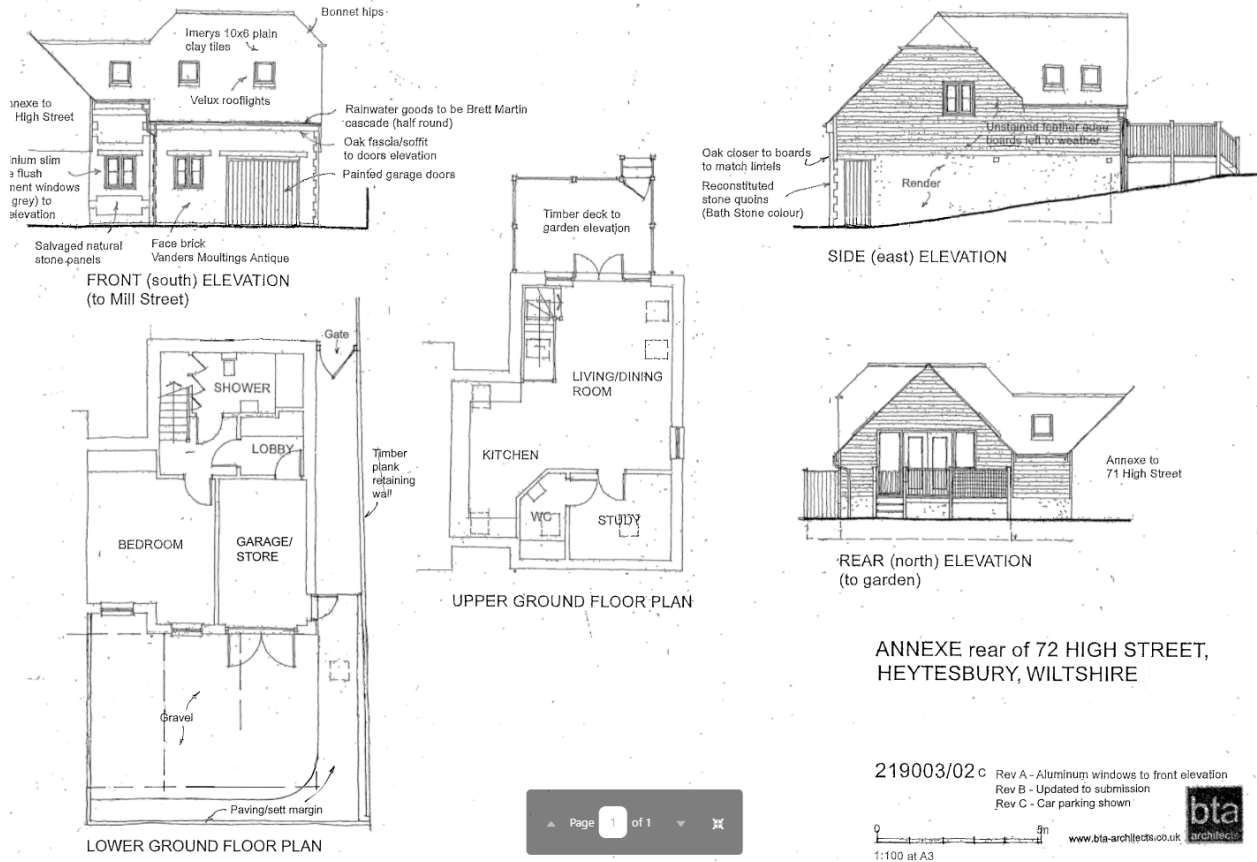 Bonnet hips
Imerys 10x6 plain
clay tiles
Velux rooflights
nnexe to
High Street
Rainwater goods to be Brett Martin
cascade (half round)
Oak fascia/soffit
to doors elevation
Painted garage doors
nium slim
e flush
ment windows
grey) to
elevation
Salvaged natural
stone panels
Face brick
Vanders Moultings Antique
FRONT (south) ELEVATION
(to Mill Street)
Timber deck to
garden elevation
Unstained feather edge
boards left to weather
Oak closer to boards
to match lintels
Reconstituted
stone quoins
(Bath Stone colour)
Render
SIDE (east) ELEVATION
Gate
SHOWER
LOBBY
Timber
plank
retaining
wall
BEDROOM
GARAGE/
STORE
Gravel
Paving/sett margin
LOWER GROUND FLOOR PLAN
LIVING/DINING
ROOM
KITCHEN
WC
STUDY
UPPER GROUND FLOOR PLAN
Annexe to
71 High Street
REAR (north) ELEVATION
(to garden)
ANNEXE rear of 72 HIGH STREET,
HEYTESBURY, WILTSHIRE
219003/02 C
Rev A - Aluminum windows to front elevation
Rev B - Updated to submission
Rev C - Car parking shown
0 5m
1:100 at A3
www.bta-architects.co.uk
bta
architects
Page 1 of 1